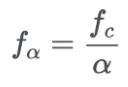 f_α = f_c / α